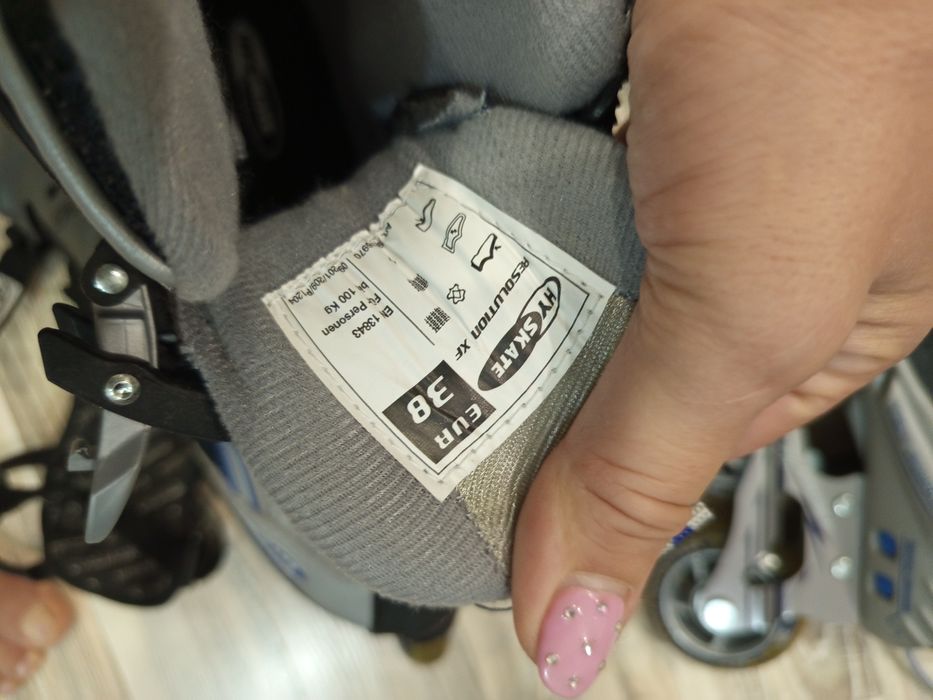 HY SKATE
RESOLUTION XF
EUR
38
EN 13843
Für Personen
bis 100 Kg